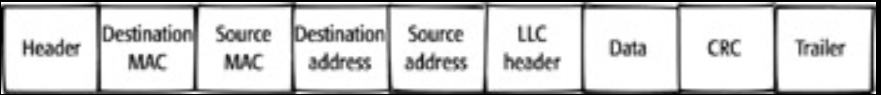 Header
Destination
MAC
Source
MAC
Destination
address
Source
address
LLC
header
Data
CRC
Trailer